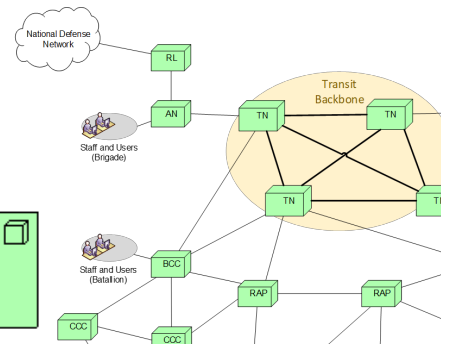 National Defense
Network
RL
AN
Staff and Users
(Brigade)
Transit
Backbone
TN
TN
TN
Staff and Users
(Batallion)
BCC
RAP
RAP
CCC
CCC